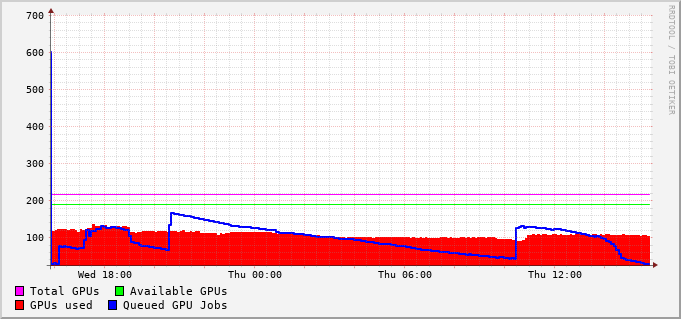 700
600
500
400
300
200
100
Wed 18:00 Thu 00:00 Thu 06:00 Thu 12:00
Total GPUs Available GPUs
GPUs used Queued GPU Jobs
RRDTOOL / TOBI OETIKER